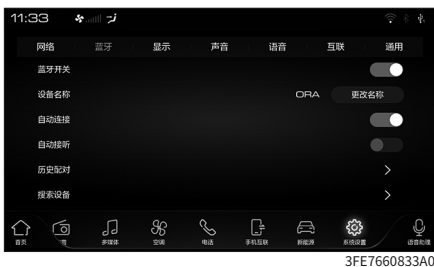 11:33
网络 蓝牙 显示 声音 语音 互联 通用
蓝牙开关
设备名称 ORA 更改名称
自动连接
自动接听
历史配对
搜索设备
首页 音 多媒体 空调 电话 手机互联 新能源 系统设置 语音助理
3FE7660833A0